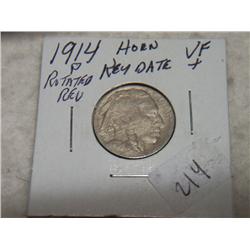 1914 HORN VF
P KEY DATE +
ROTATED
REV
214